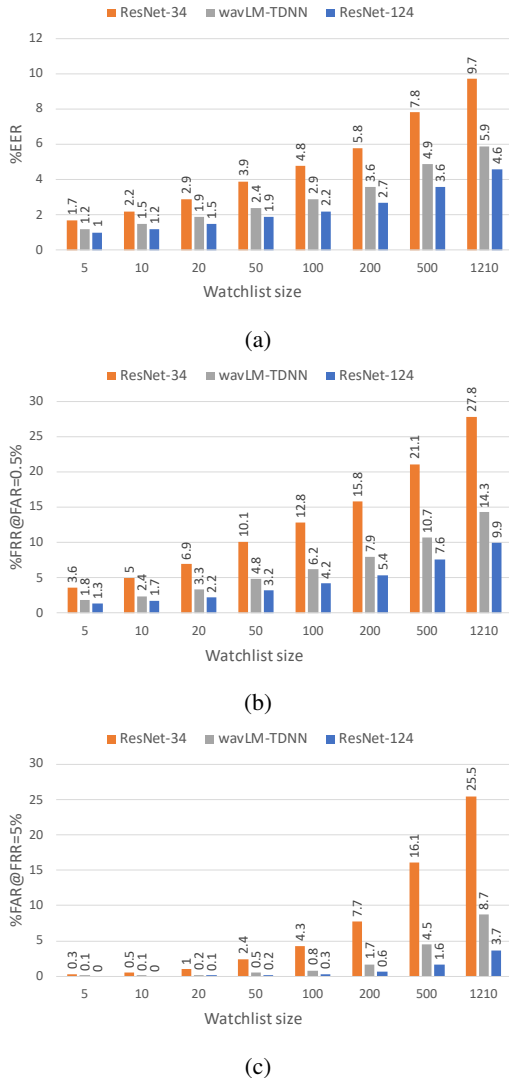 ResNet-34 wavLM-TDNN ResNet-124
12
10
8
6
4
2
0
%EER
1.7 1.2 1 2.2 1.5 1.2 2.9 1.9 1.5 3.9 2.4 1.9 4.8 2.9 2.2 5.8 3.6 2.7 7.8 4.9 3.6 9.7 5.9 4.6
5 10 20 50 100 200 500 1210
Watchlist size
(a)
ResNet-34 wavLM-TDNN ResNet-124
30
25
20
15
10
5
0
%FRR@FAR=0.5%
3.6 1.8 1.3 5 2.4 1.7 6.9 3.3 2.2 10.1 4.8 3.2 12.8 6.2 4.2 15.8 7.9 5.4 21.1 10.7 7.6 27.8 14.3 9.9
5 10 20 50 100 200 500 1210
Watchlist size
(b)
ResNet-34 wavLM-TDNN ResNet-124
30
25
20
15
10
5
0
%FAR@FRR=5%
0.3 0.1 0 0.5 0.1 0 1 0.2 0.1 2.4 0.5 0.2 4.3 0.8 0.3 7.7 1.7 0.6 16.1 4.5 1.6 25.5 8.7 3.7
5 10 20 50 100 200 500 1210
Watchlist size
(c)